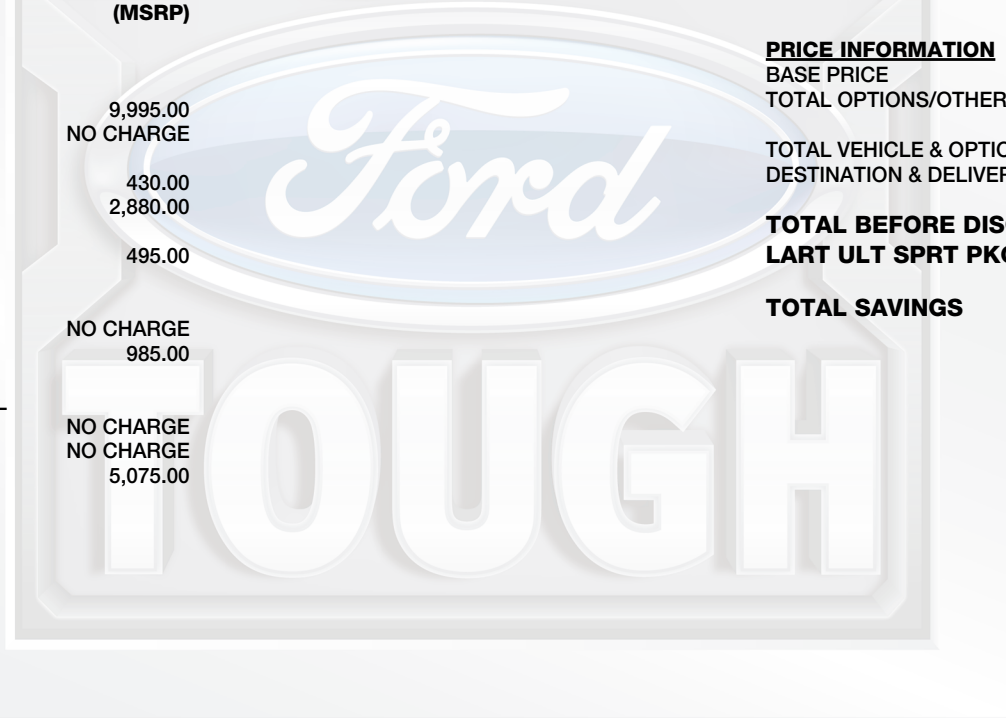 (MSRP)
9,995.00
NO CHARGE
430.00
2,880.00
495.00
NO CHARGE
985.00
NO CHARGE
NO CHARGE
5,075.00
PRICE INFORMATION
BASE PRICE
TOTAL OPTIONS/OTHER
TOTAL VEHICLE & OPTIO
DESTINATION & DELIVER
TOTAL BEFORE DIS
LART ULT SPRT PK
TOTAL SAVINGS
Ford
TOUGH